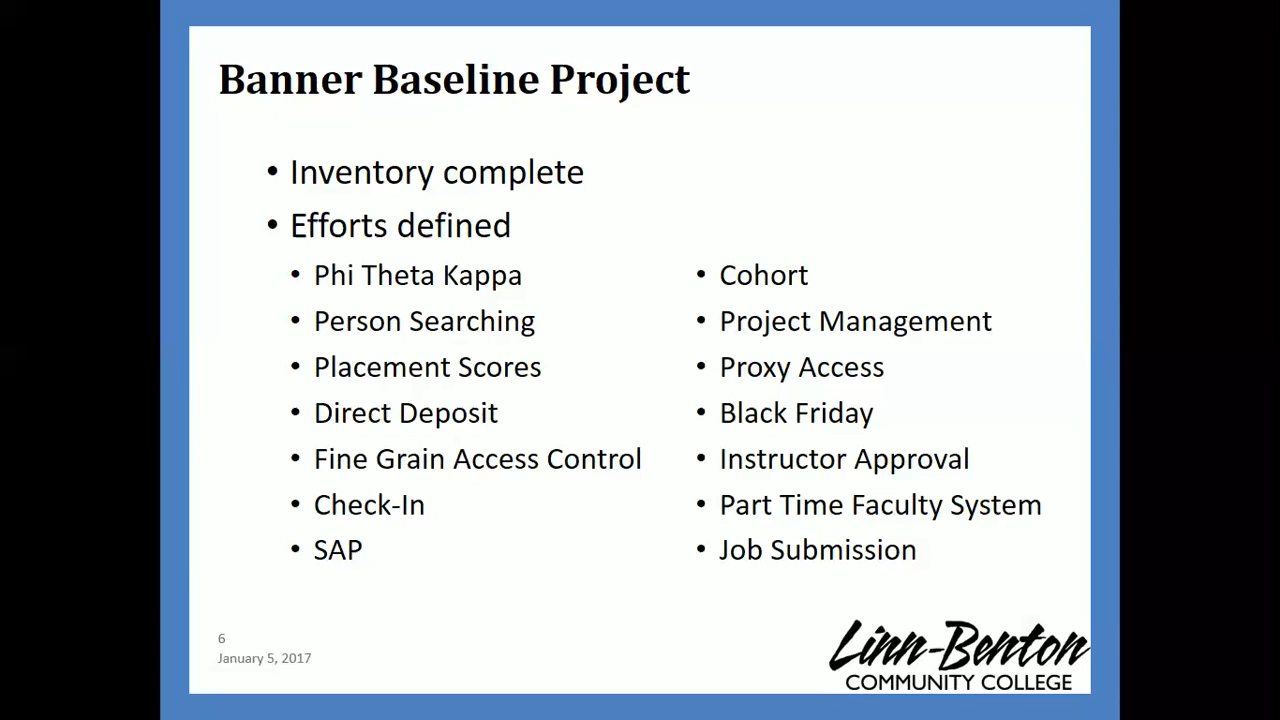 Banner Baseline Project
• Inventory complete
• Efforts defined
• Phi Theta Kappa
• Person Searching
• Placement Scores
• Direct Deposit
• Fine Grain Access Control
• Check-In
• SAP
• Cohort
• Project Management
• Proxy Access
• Black Friday
• Instructor Approval
• Part Time Faculty System
• Job Submission
6
January 5, 2017
Linn-Benton
COMMUNITY COLLEGE